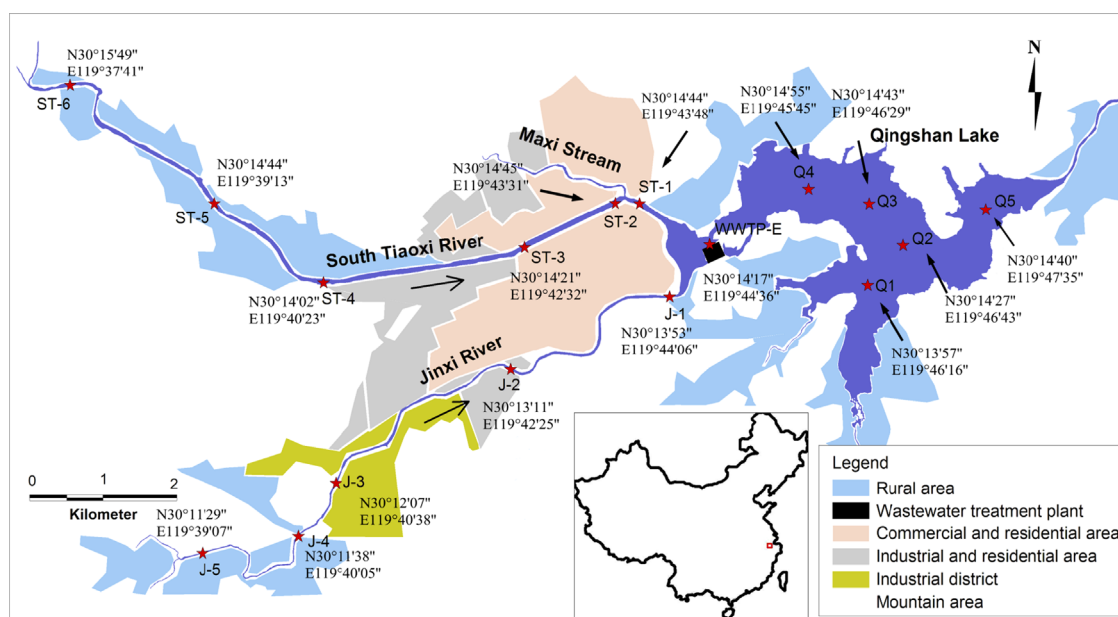 N30°15'49"
E119°37'41"
ST-6
N30°14'44"
E119°39'13"
ST-5
South Tiaoxi River
N30°14'02"
ST-4
E119°40'23"
Maxi Stream
N30°14'45"
E119°43'31"
ST-3
N30°14'21"
E119°42'32"
ST-2
ST-1
N30°14'44"
E119°43'48"
WWTP-E
N30°14'17"
E119°44'36"
N30°14'55"
E119°45'45"
Q4
N30°14'43"
E119°46'29"
Qingshan Lake
Q3
Q5
N30°14'40"
E119°47'35"
Q2
N30°14'27"
E119°46'43"
Q1
N30°13'57"
E119°46'16"
N
J-1
N30°13'53"
E119°44'06"
Jinxi River
J-2
N30°13'11"
E119°42'25"
J-3
N30°12'07"
E119°40'38"
J-4
N30°11'38"
E119°40'05"
N30°11'29"
E119°39'07"
J-5
0 1 2
Kilometer
Legend
Rural area
Wastewater treatment plant
Commercial and residential area
Industrial and residential area
Industrial district
Mountain area